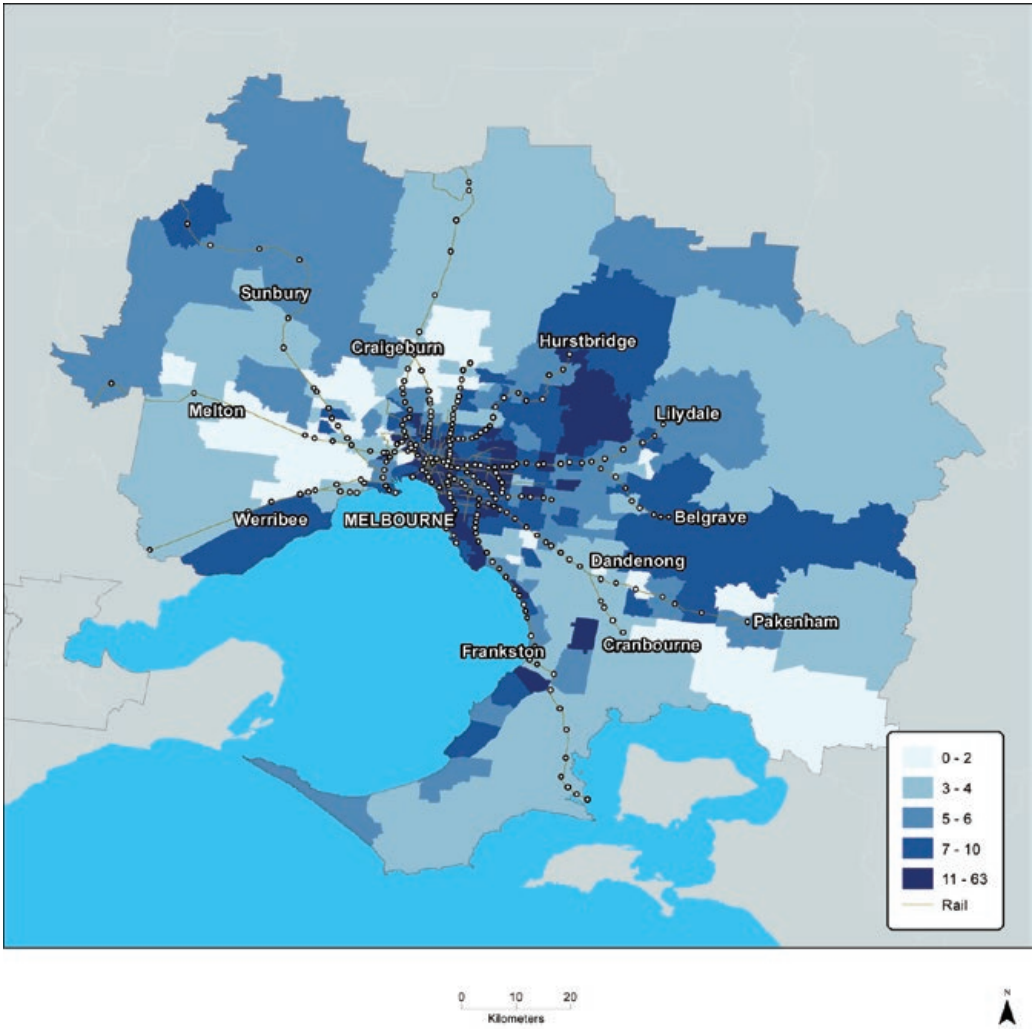 Sunbury
Craigeburn
Hurstbridge
Melton
Lilydale
Werribee
MELBOURNE
Belgrave
Dandenong
Pakenham
Cranbourne
Frankston
0 - 2
3 - 4
5 - 6
7 - 10
11 - 63
Rail
0 10 20
Kilometers
N